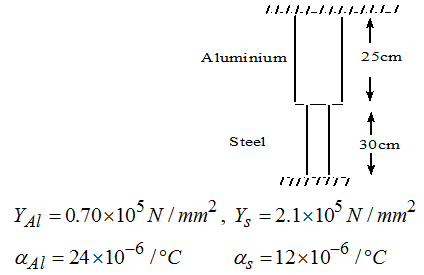 Aluminium
25cm
Steel
30cm
Y_{Al} = 0.70×10^5 N / mm^2 , Y_s = 2.1×10^5 N / mm^2
α_{Al} = 24×10^{-6} /°C α_s = 12×10^{-6} /°C